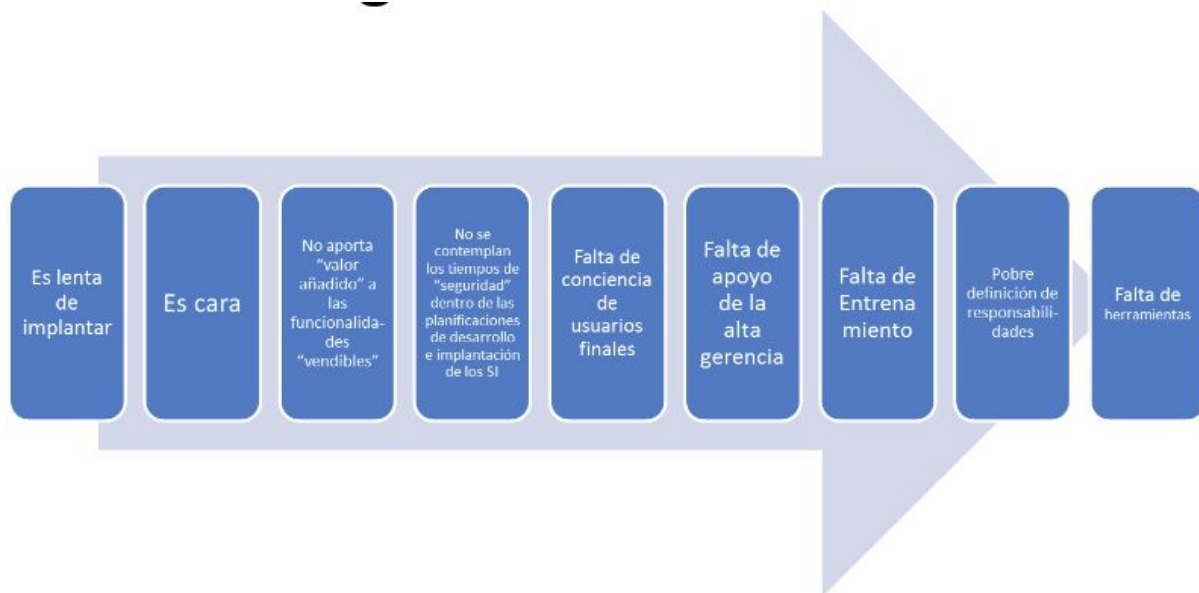 Es lenta
de
implantar
Es cara
No aporta
"valor
añadido" a
las
funcionalida-
des
"vendibles"
No se
contemplan
los tiempos de
"seguridad"
dentro de las
planificaciones
de desarrollo
e implantación
de los SI
Falta de
conciencia
de
usuarios
finales
Falta de
apoyo
de la
alta
gerencia
Falta de
Entrena
miento
Pobre
definición de
responsabili-
dades
Falta de
herramientas